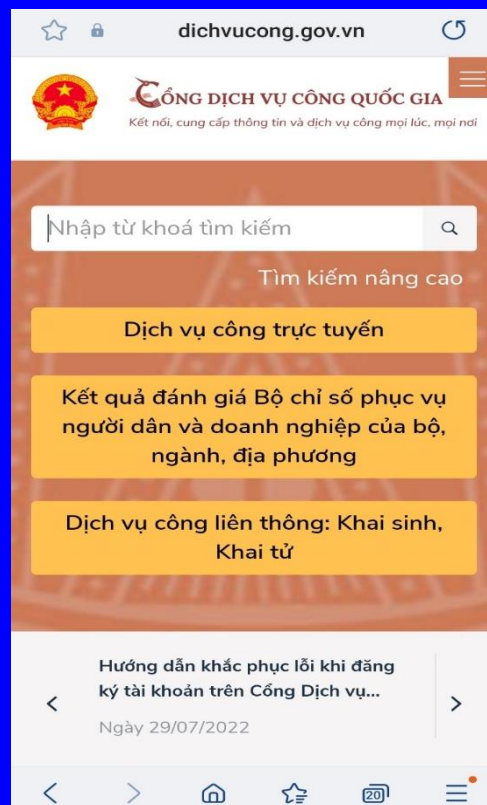 dichvucong.gov.vn
CỔNG DỊCH VỤ CÔNG QUỐC GIA
Kết nối, cung cấp thông tin và dịch vụ công mọi lúc, mọi nơi
Nhập từ khoá tìm kiếm
Tìm kiếm nâng cao
Dịch vụ công trực tuyến
Kết quả đánh giá Bộ chỉ số phục vụ
người dân và doanh nghiệp của bộ,
ngành, địa phương
Dịch vụ công liên thông: Khai sinh,
Khai tử
Hướng dẫn khắc phục lỗi khi đăng
ký tài khoản trên Cổng Dịch vụ...
Ngày 29/07/2022
20